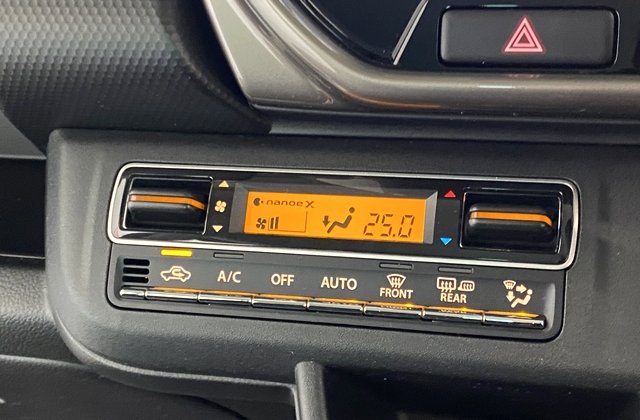 nanoe X
25.0
A/C OFF AUTO FRONT REAR